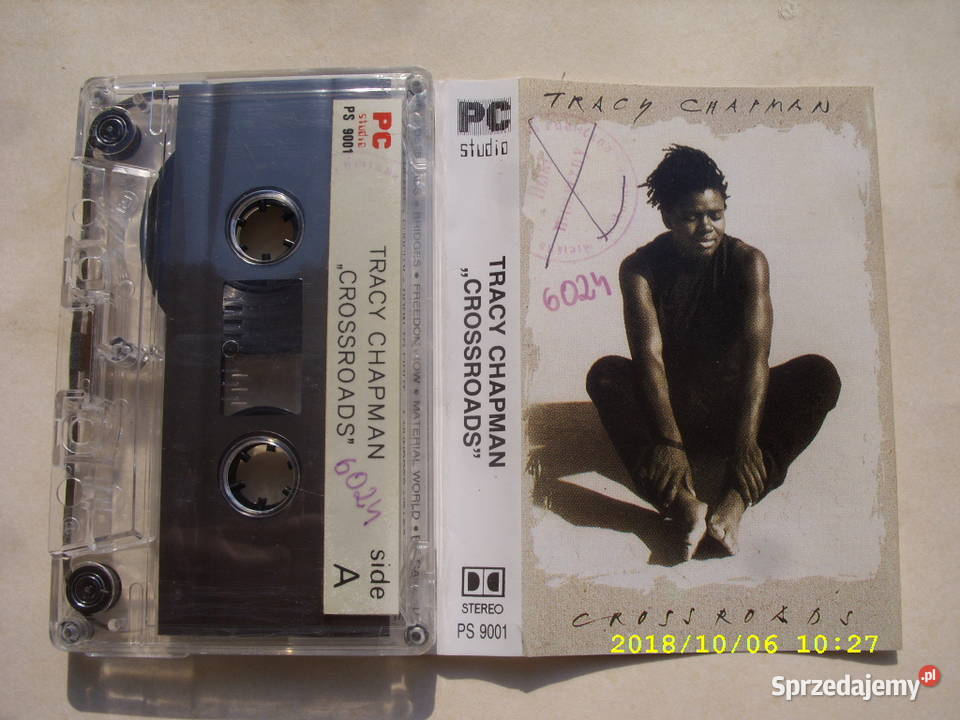 PC
studio
PS 9001
TRACY CHAPMAN
„CROSSROADS”
6024
side
A
BRIDGES • FREEDOM NOW • MATERIAL WORLD •
PC
studio
TRACY CHAPMAN
„CROSSROADS”
STEREO
PS 9001
TRACY CHAPMAN
6024
CROSSROADS
2018/10/06 10:27
Sprzedajemy.pl